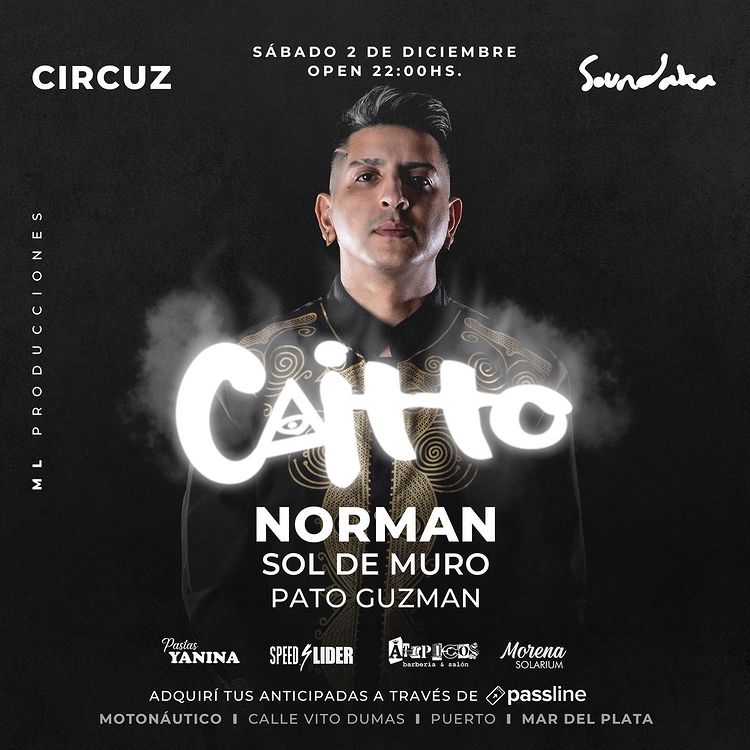 CIRCUZ
SÁBADO 2 DE DICIEMBRE
OPEN 22:00HS.
Soundaka
ML PRODUCCIONES
Cajtto
NORMAN
SOL DE MURO
PATO GUZMAN
Pastas
YANINA
SPEED LIDER
ATIPICOS
barbería & salón
Morena
SOLARIUM
ADQUIRÍ TUS ANTICIPADAS A TRAVÉS DE passline
MOTONÁUTICO I CALLE VITO DUMAS I PUERTO I MAR DEL PLATA